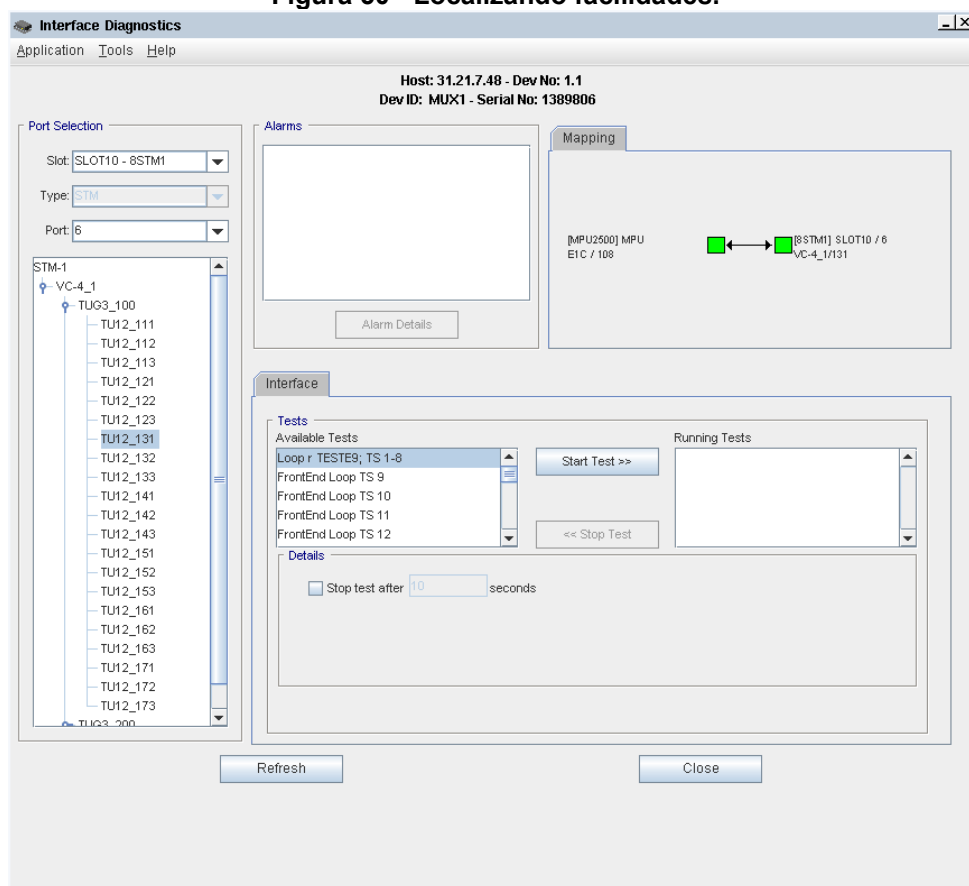 Figura 50 - Localizando facilidades.
Interface Diagnostics
Application Tools Help
Host: 31.21.7.48 - Dev No: 1.1
Dev ID: MUX1 - Serial No: 1389806
Port Selection
Slot: SLOT10 - 8STM1
Type: STM
Port: 6
STM-1
VC-4_1
TUG3_100
TU12_111
TU12_112
TU12_113
TU12_121
TU12_122
TU12_123
TU12_131
TU12_132
TU12_133
TU12_141
TU12_142
TU12_143
TU12_151
TU12_152
TU12_153
TU12_161
TU12_162
TU12_163
TU12_171
TU12_172
TU12_173
TUG3_200
Alarms
Alarm Details
Mapping
[MPU2500] MPU
E1C / 108
[8STM1] SLOT10 / 6
VC-4_1/131
Interface
Tests
Available Tests
Loop r TESTE9; TS 1-8
FrontEnd Loop TS 9
FrontEnd Loop TS 10
FrontEnd Loop TS 11
FrontEnd Loop TS 12
Start Test >>
<< Stop Test
Running Tests
Details
Stop test after 10 seconds
Refresh
Close